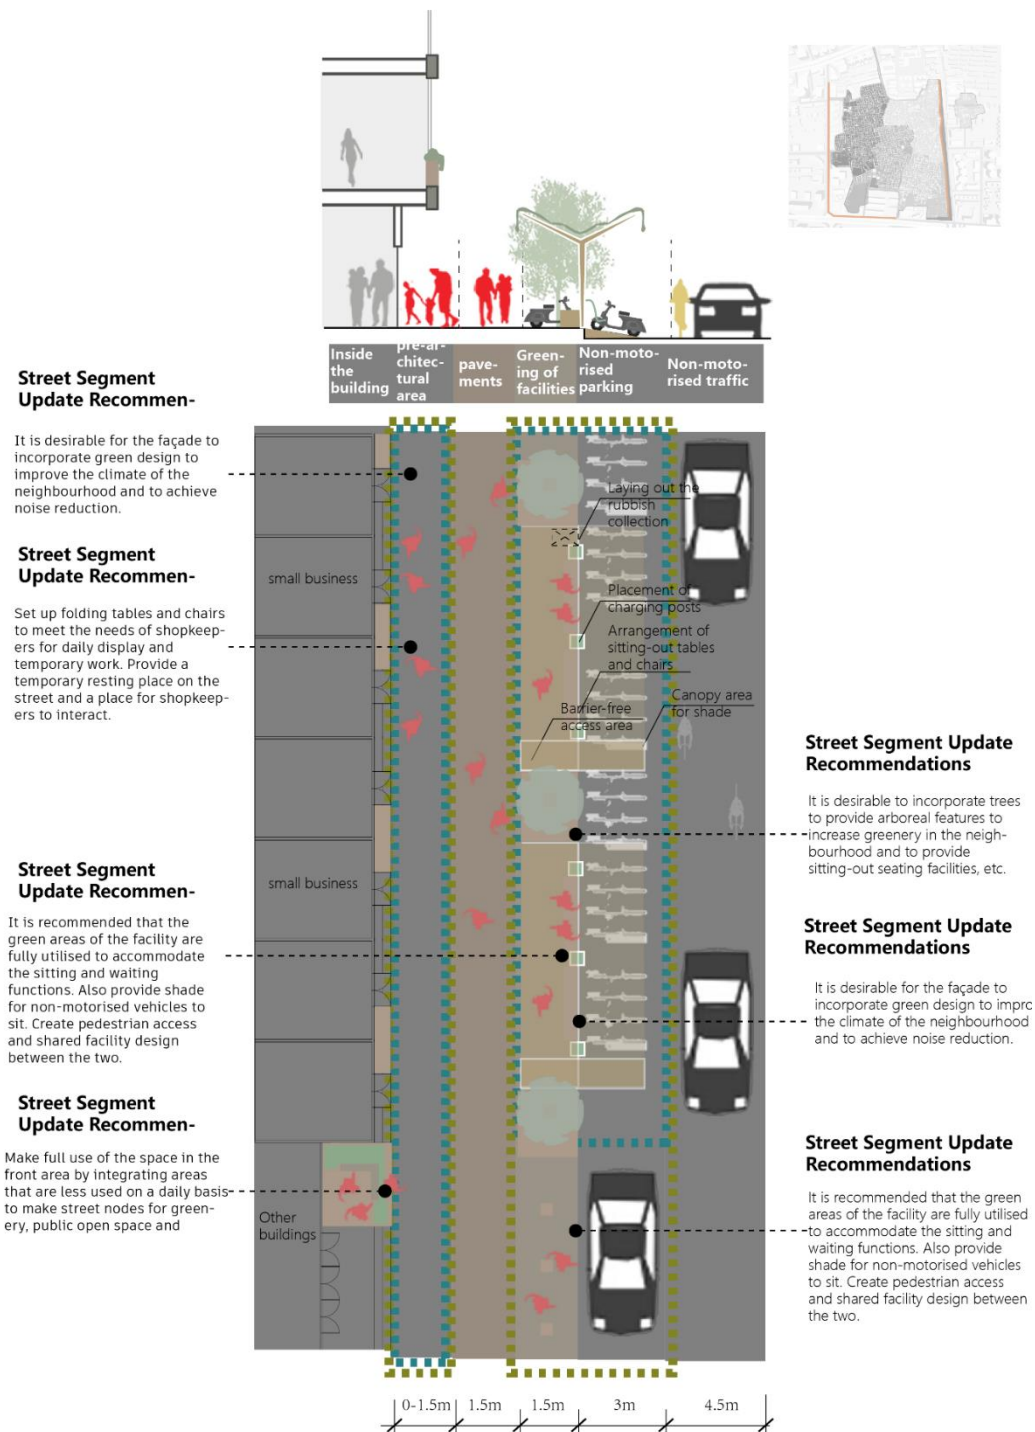 Inside
the
building
pre-ar-
chitec-
tural
area
pave-
ments
Green-
ing of
facilities
Non-moto-
rised
parking
Non-moto-
rised traffic
Street Segment
Update Recommen-
It is desirable for the façade to
incorporate green design to
improve the climate of the
neighbourhood and to achieve
noise reduction.
Street Segment
Update Recommen-
Set up folding tables and chairs
to meet the needs of shopkeep-
ers for daily display and
temporary work. Provide a
temporary resting place on the
street and a place for shopkeep-
ers to interact.
Street Segment
Update Recommen-
It is recommended that the
green areas of the facility are
fully utilised to accommodate
the sitting and waiting
functions. Also provide shade
for non-motorised vehicles to
sit. Create pedestrian access
and shared facility design
between the two.
Street Segment
Update Recommen-
Make full use of the space in the
front area by integrating areas
that are less used on a daily basis
to make street nodes for green-
ery, public open space and
small business
small business
Other
buildings
Laying out the
rubbish
collection
Placement of
charging posts
Arrangement of
sitting-out tables
and chairs
Barrier-free
access area
Canopy area
for shade
Street Segment Update
Recommendations
It is desirable to incorporate trees
to provide arboreal features to
increase greenery in the neigh-
bourhood and to provide
sitting-out seating facilities, etc.
Street Segment Update
Recommendations
It is desirable for the façade to
incorporate green design to impro
the climate of the neighbourhood
and to achieve noise reduction.
Street Segment Update
Recommendations
It is recommended that the green
areas of the facility are fully utilised
to accommodate the sitting and
waiting functions. Also provide
shade for non-motorised vehicles
to sit. Create pedestrian access
and shared facility design between
the two.
0-1.5m
1.5m
1.5m
3m
4.5m